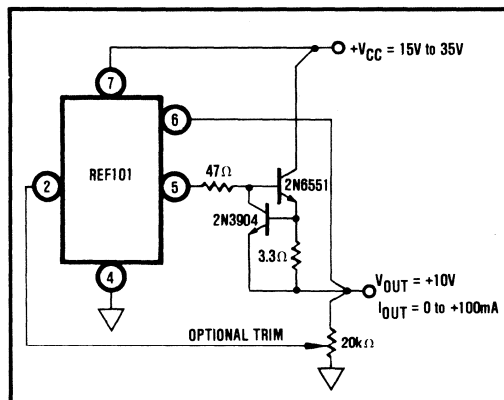 +VCC = 15V to 35V
7
6
2
REF101
5
47Ω
2N6551
2N3904
3.3Ω
4
VOUT = +10V
IOUT = 0 to +100mA
OPTIONAL TRIM
20kΩ